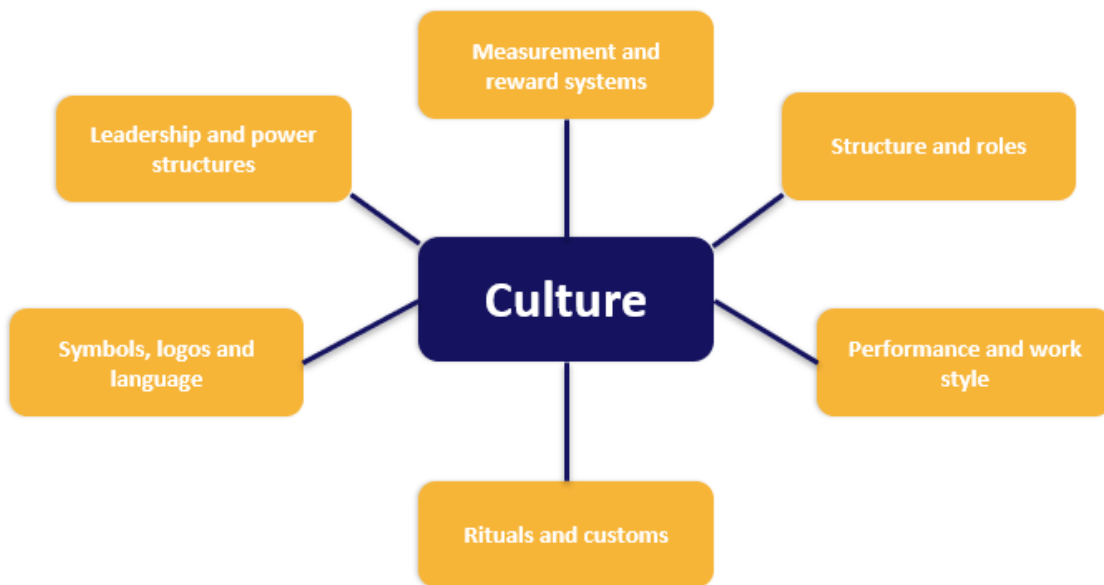 Measurement and
reward systems
Leadership and power
structures
Structure and roles
Culture
Symbols, logos and
language
Performance and work
style
Rituals and customs